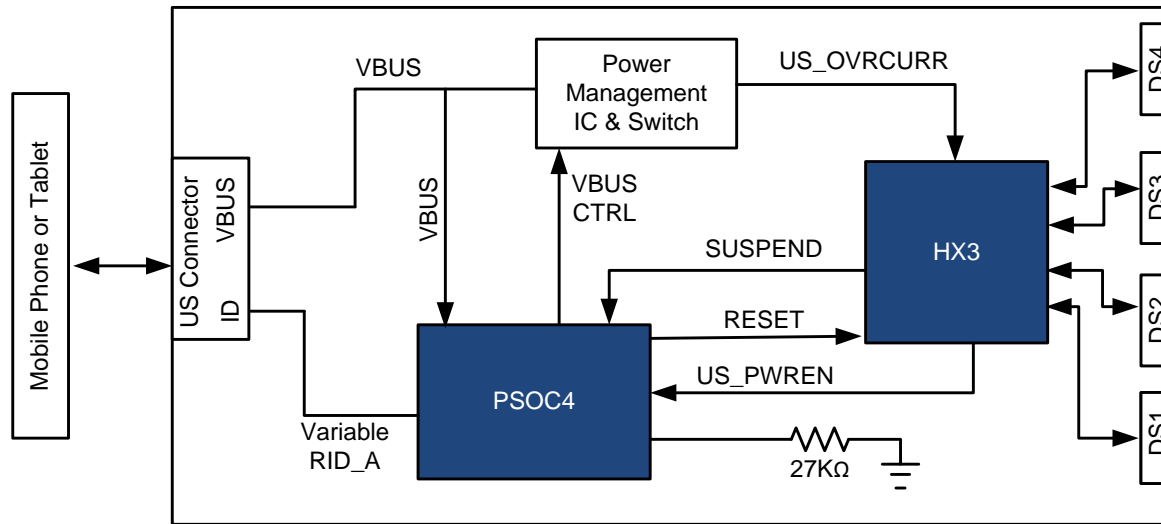 Mobile Phone or Tablet
US Connector
VBUS
ID
VBUS
VBUS
Power
Management
IC & Switch
US_OVRCURR
VBUS
CTRL
SUSPEND
RESET
US_PWREN
HX3
PSOC4
Variable
RID_A
27KΩ
DS4
DS3
DS2
DS1